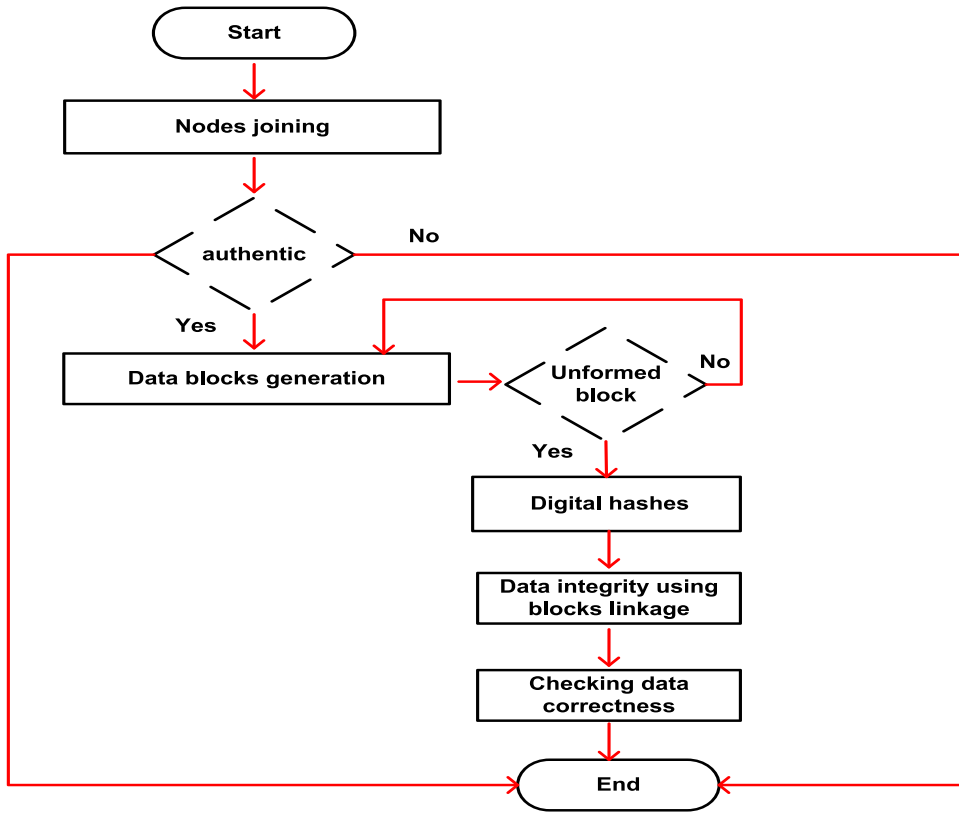 Start
Nodes joining
authentic
No
Yes
Data blocks generation
Unformed
block
No
Yes
Digital hashes
Data integrity using
blocks linkage
Checking data
correctness
End